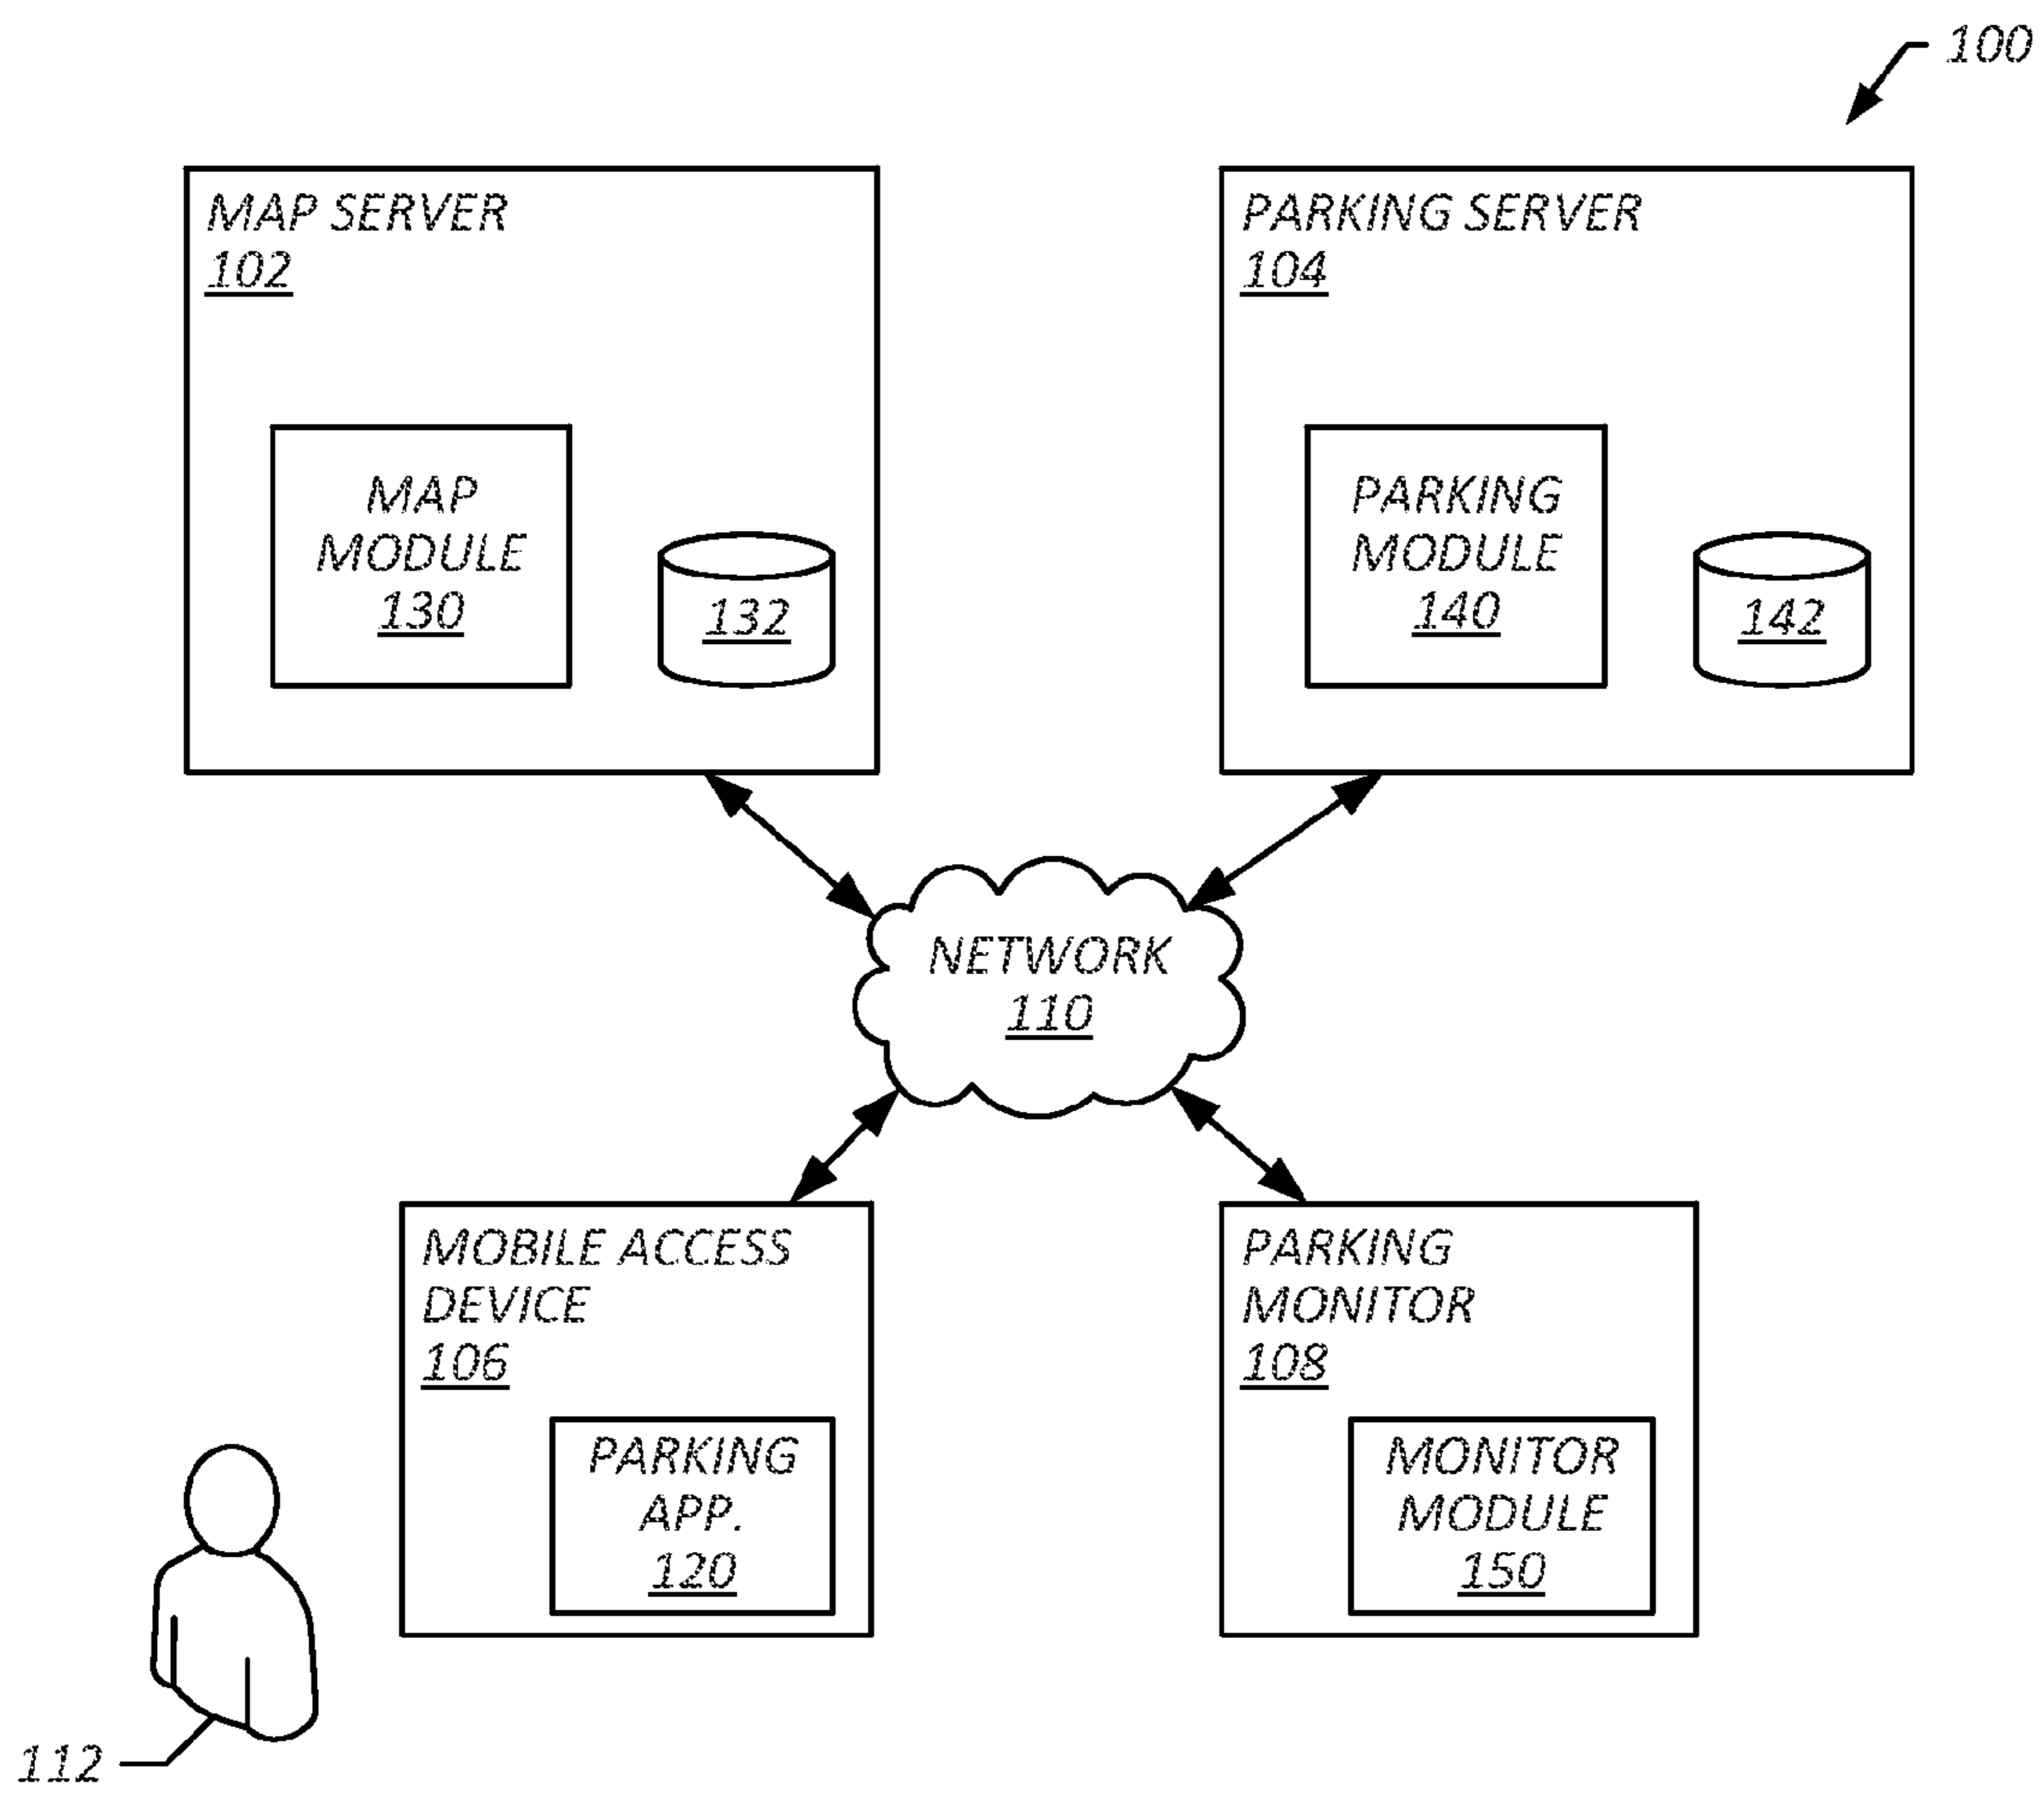 100
MAP SERVER
102
MAP
MODULE
130
132
PARKING SERVER
104
PARKING
MODULE
140
142
NETWORK
110
MOBILE ACCESS
DEVICE
106
PARKING
APP.
120
PARKING
MONITOR
108
MONITOR
MODULE
150
112